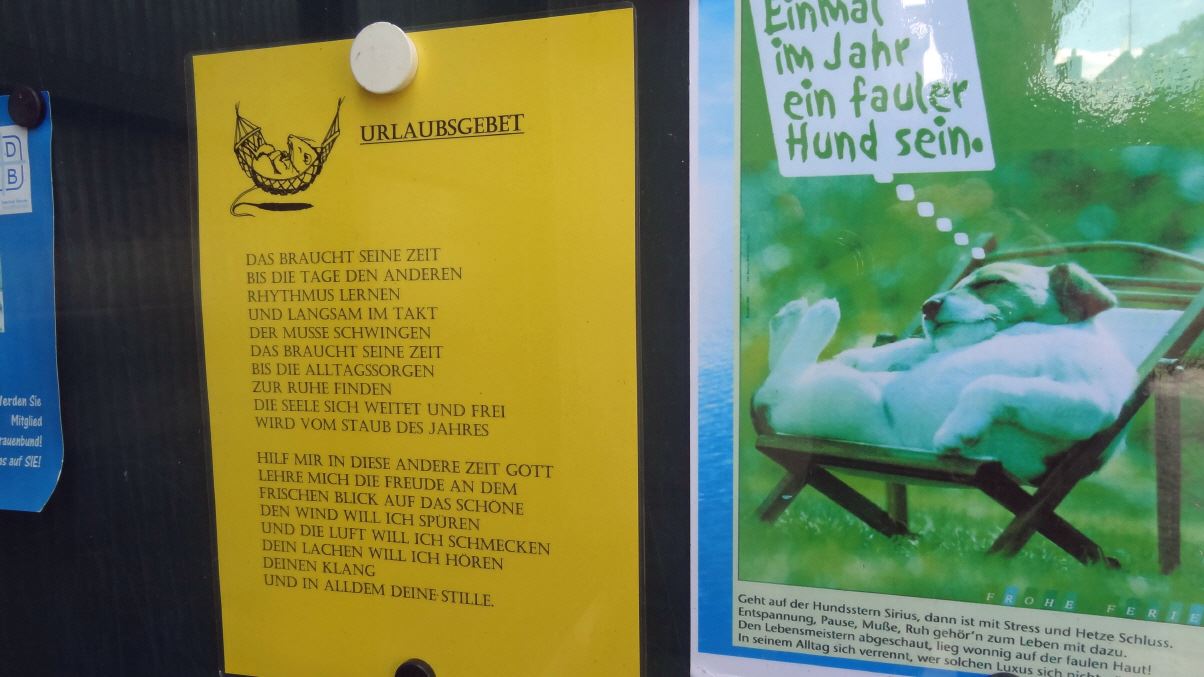 D
B
Werden Sie
Mitglied
auf SIE!
URLAUBSGEBET
DAS BRAUCHT SEINE ZEIT
BIS DIE TAGE DEN ANDEREN
RHYTHMUS LERNEN
UND LANGSAM IM TAKT
DER MUSSE SCHWINGEN
DAS BRAUCHT SEINE ZEIT
BIS DIE ALLTAGSSORGEN
ZUR RUHE FINDEN
DIE SEELE SICH WEITET UND FREI
WIRD VOM STAUB DES JAHRES
HILF MIR IN DIESE ANDERE ZEIT GOTT
LEHRE MICH DIE FREUDE AN DEM
FRISCHEN BLICK AUF DAS SCHÖNE
DEN WIND WILL ICH SPÜREN
UND DIE LUFT WILL ICH SCHMECKEN
DEIN LACHEN WILL ICH HÖREN
DEINEN KLANG
UND IN ALLDEM DEINE STILLE.
Einmal
im Jahr
ein fauler
Hund sein.
FROHE FERIE
Geht auf der Hundsstern Sirius, dann ist mit Stress und Hetze Schluss.
Entspannung, Pause, Muße, Ruh gehör'n zum Leben mit dazu.
Den Lebensmeistern abgeschaut, lieg wonnig auf der faulen Haut!
In seinem Alltag sich verrennt, wer solchen Luxus sich